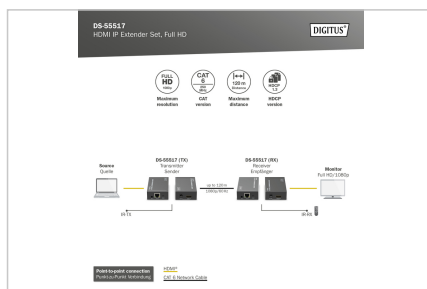 DS-55517
HDMI IP Extender Set, Full HD
DIGITUS®
FULL
HD
1080p
CAT
6
120 m
Distance
HDCP
Maximum
resolution
CAT
version
Maximum
distance
HDCP
version
Source
Quelle
DS-55517 (TX)
Transmitter
Sender
DS-55517 (RX)
Receiver
Empfänger
Monitor
Full HD/1080p
up to 120 m
1080p/60Hz
IR-TX
IR-RX
Point-to-point connection
Punkt-zu-Punkt Verbindung
HDMI®
CAT 6 Network Cable